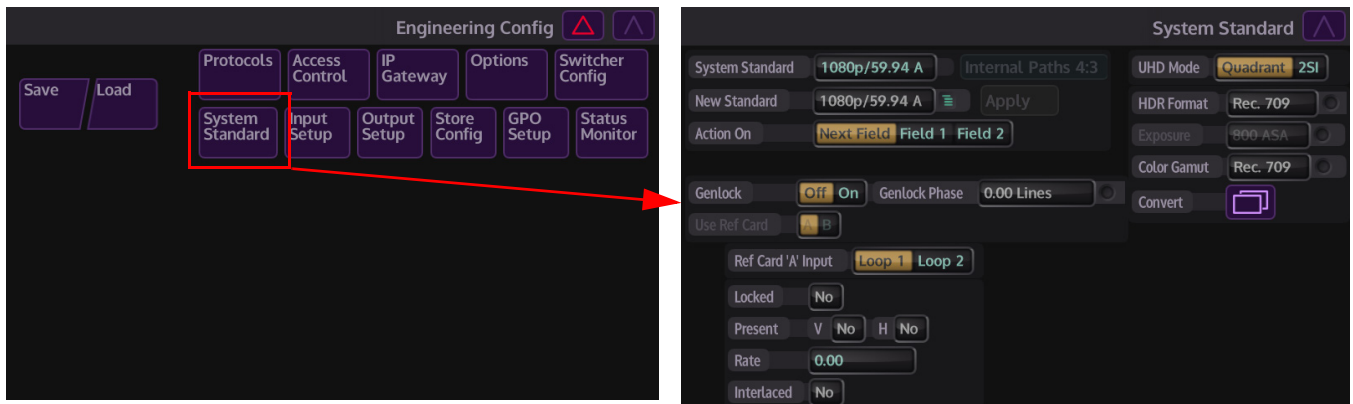 Engineering Config
Protocols
Access
Control
IP
Gateway
Options
Switcher
Config
Save
Load
System
Standard
Input
Setup
Output
Setup
Store
Config
GPO
Setup
Status
Monitor
System Standard
System Standard 1080p/59.94 A Internal Paths 4:3
New Standard 1080p/59.94 A Apply
Action On Next Field Field 1 Field 2
Genlock Off On Genlock Phase 0.00 Lines
Use Ref Card A B
Ref Card 'A' Input Loop 1 Loop 2
Locked No
Present V No H No
Rate 0.00
Interlaced No
UHD Mode Quadrant 2SI
HDR Format Rec. 709
Exposure 800 ASA
Color Gamut Rec. 709
Convert